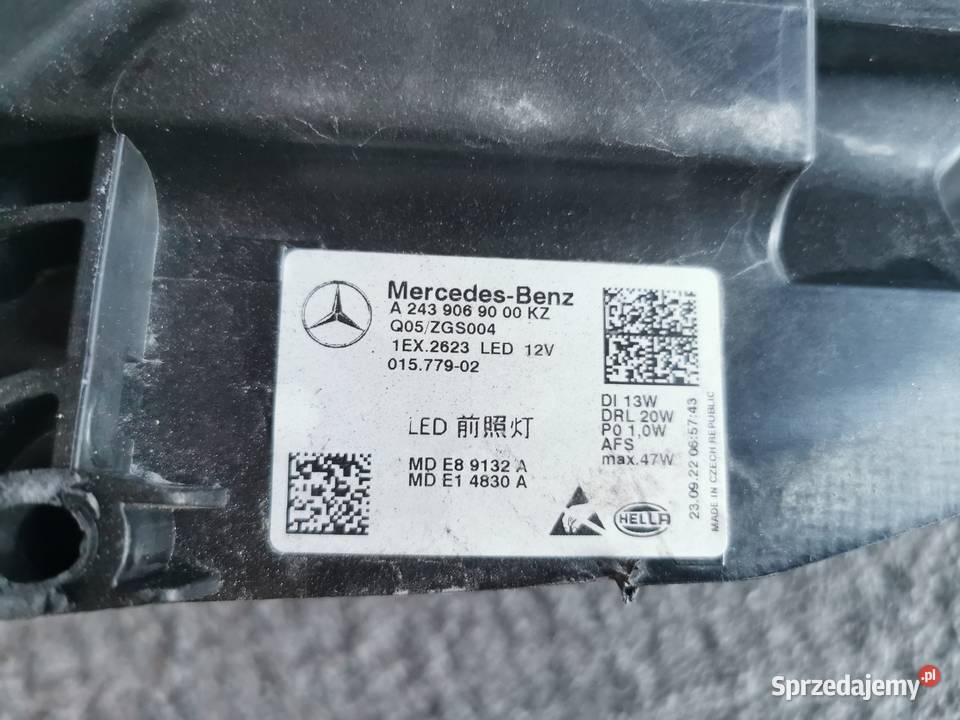 Mercedes-Benz
A 243 906 90 00 KZ
Q05/ZGS004
1EX.2623 LED 12V
015.779-02
LED 前照灯
MD E8 9132 A
MD E1 4830 A
DI 13W
DRL 20W
P0 1,0W
AFS
max.47W
23.09.22 06:57:43
MADE IN CZECH REPUBLIC
HELLA
Sprzedajemy.pl